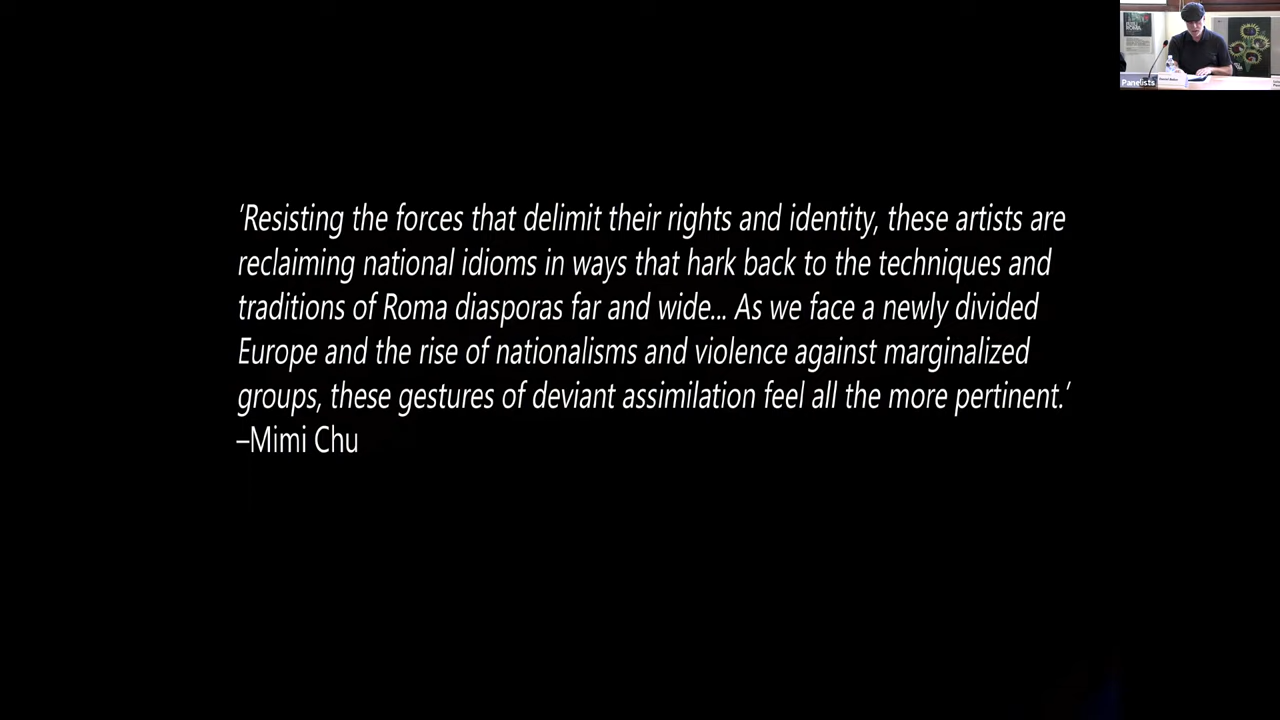 ‘Resisting the forces that delimit their rights and identity, these artists are
reclaiming national idioms in ways that hark back to the techniques and
traditions of Roma diasporas far and wide... As we face a newly divided
Europe and the rise of nationalisms and violence against marginalized
groups, these gestures of deviant assimilation feel all the more pertinent.’
–Mimi Chu
Panelists